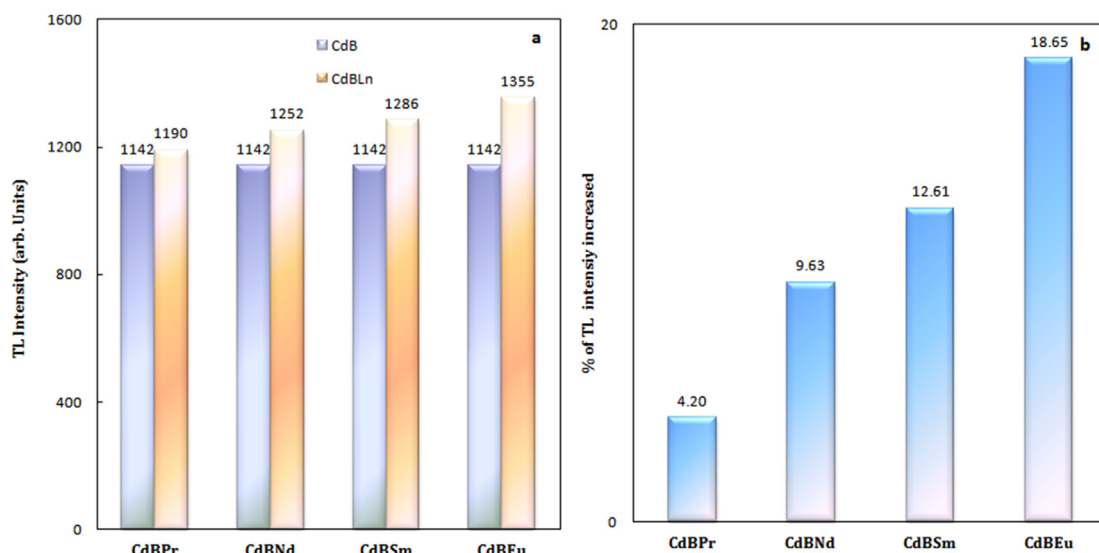 1600
a
CdB
CdBLn
1355
1286
1252
1190
1142
1142
1142
1142
1200
800
400
0
TL Intensity (arb. Units)
CdBPr
CdBNd
CdBSm
CdBEu
20
b
18.65
12.61
9.63
4.20
0
% of TL intensiy increased
CdBPr
CdBNd
CdBSm
CdBEu